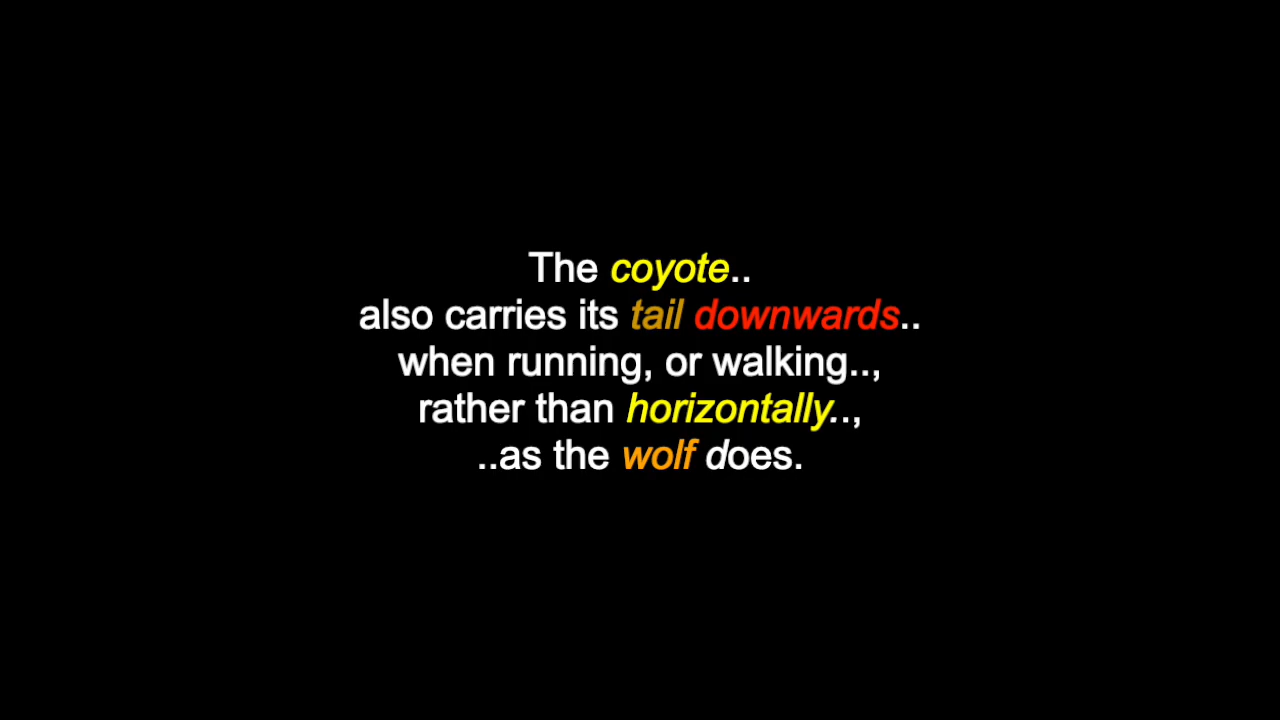 The coyote..
also carries its tail downwards..
when running, or walking..,
rather than horizontally..,
..as the wolf does.